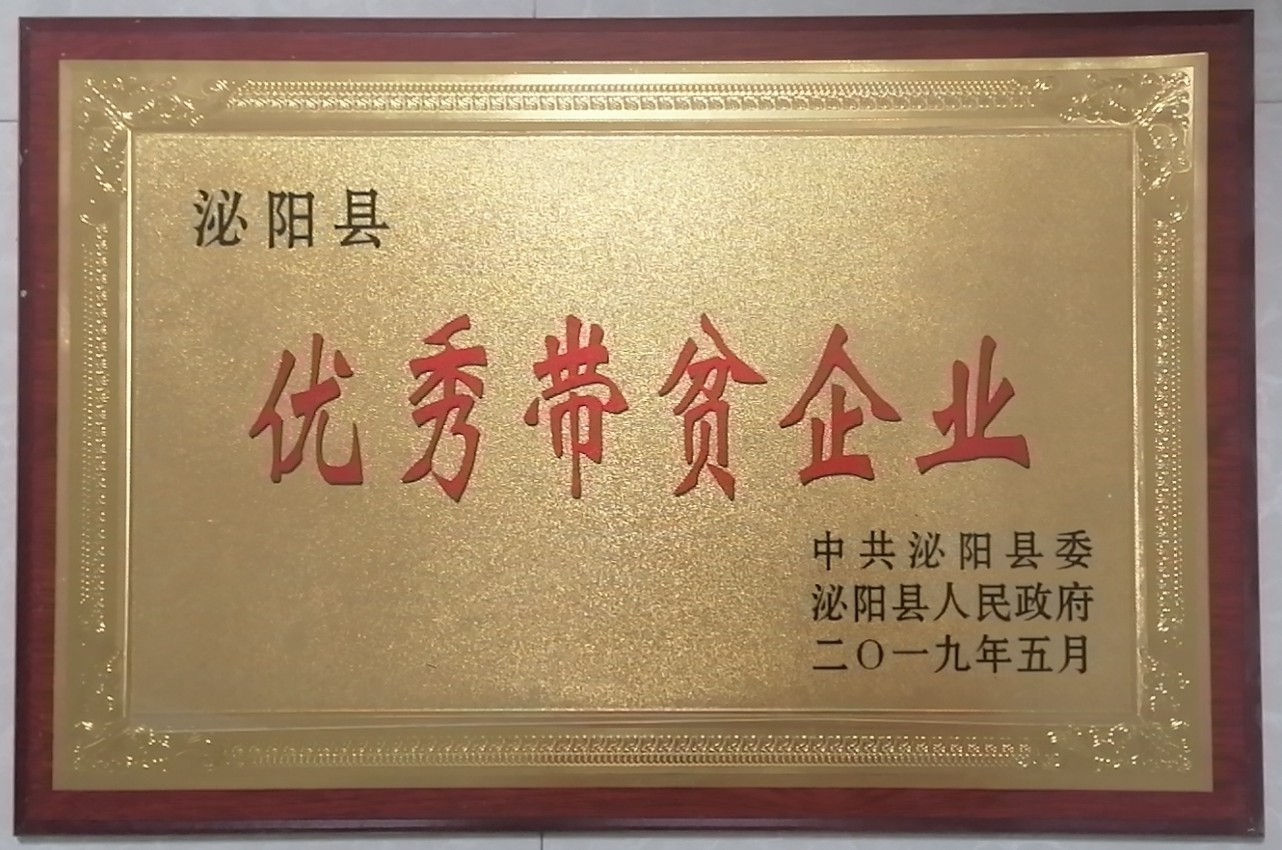 泌阳县
优秀带贫企业
中共泌阳县委
泌阳县人民政府
二〇一九年五月